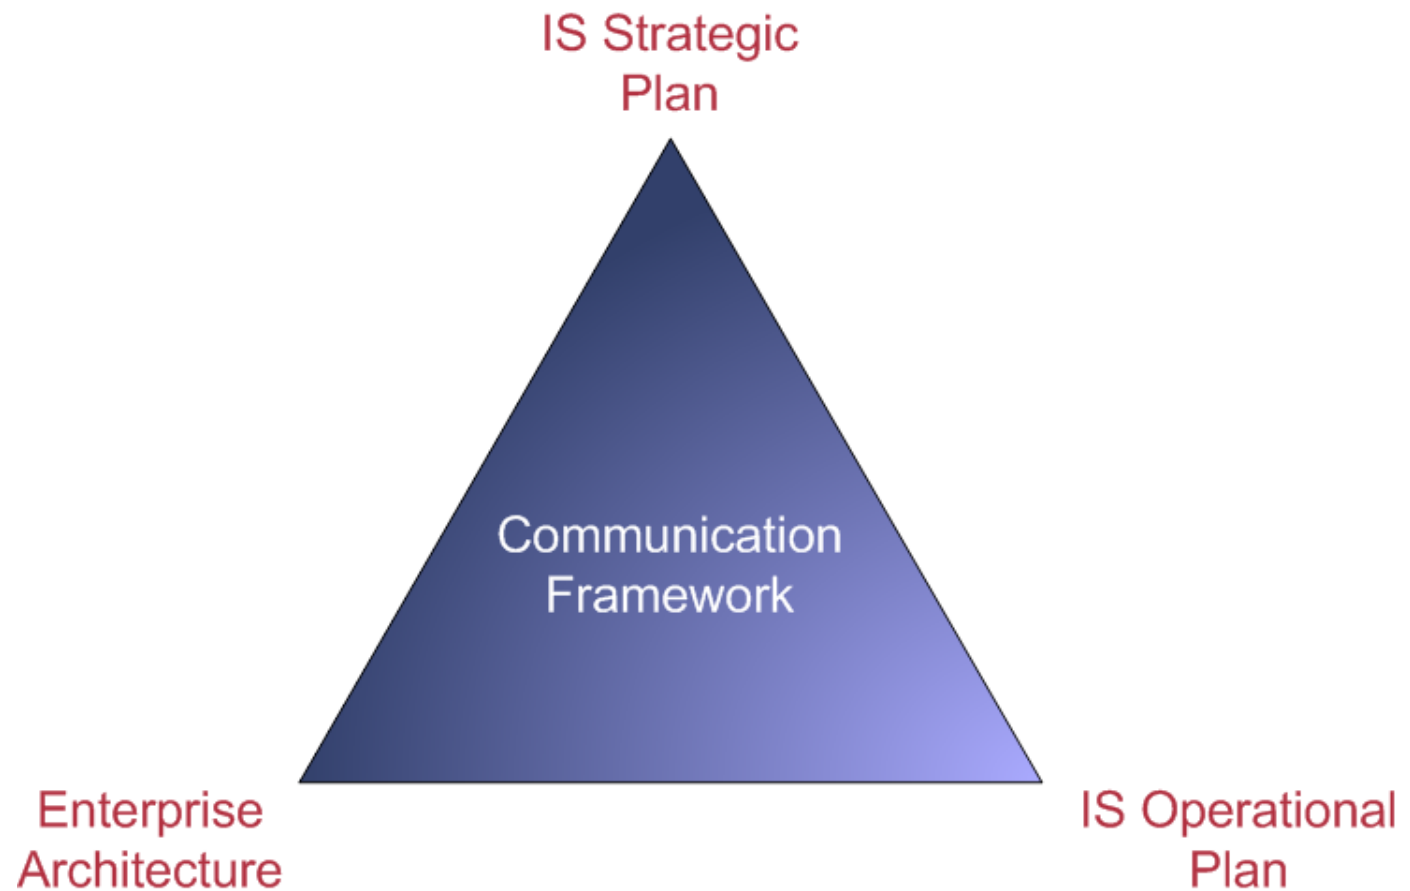 IS Strategic
Plan
Communication
Framework
Enterprise
Architecture
IS Operational
Plan